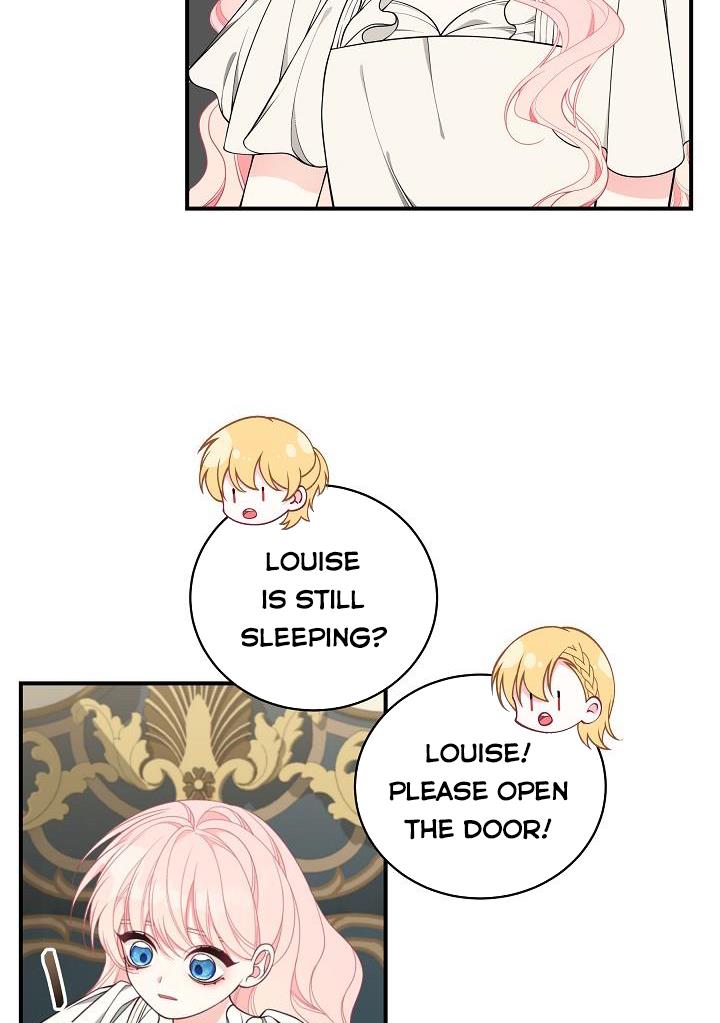 LOUISE
IS STILL
SLEEPING?
LOUISE!
PLEASE OPEN
THE DOOR!